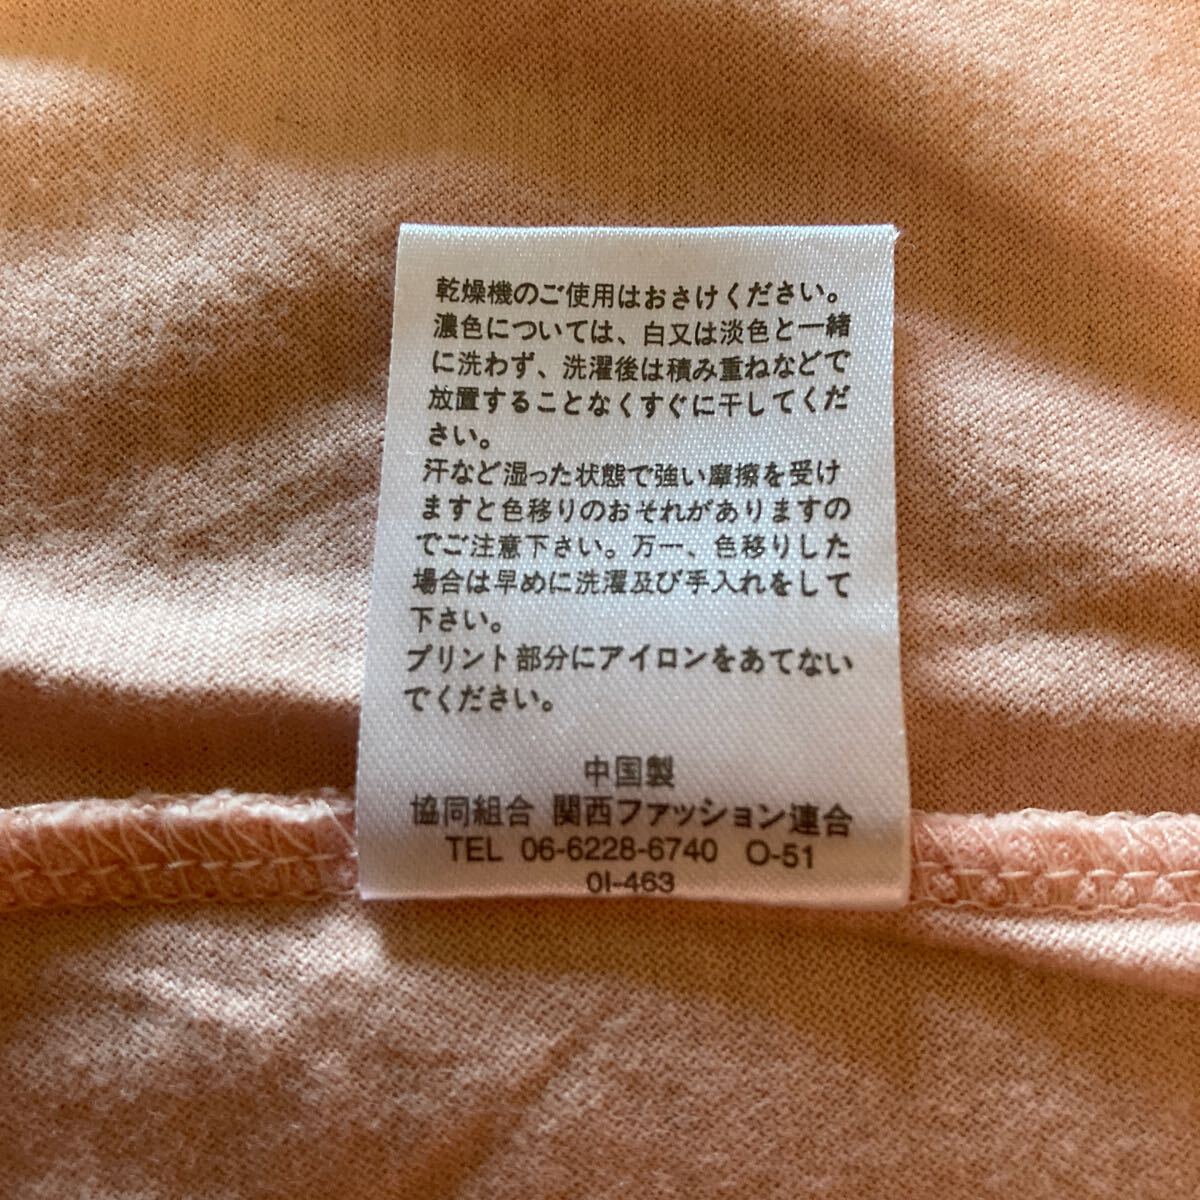 乾燥機のご使用はおさけください。
濃色については、白又は淡色と一緒
に洗わず、洗濯後は積み重ねなどで
放置することなくすぐに干してくだ
さい。
汗など湿った状態で強い摩擦を受け
ますと色移りのおそれがありますの
でご注意下さい。万一、色移りした
場合は早めに洗濯及び手入れをして
下さい。
プリント部分にアイロンをあてない
でください。
中国製
協同組合 関西ファッション連合
TEL 06-6228-6740 O-51
OI-463